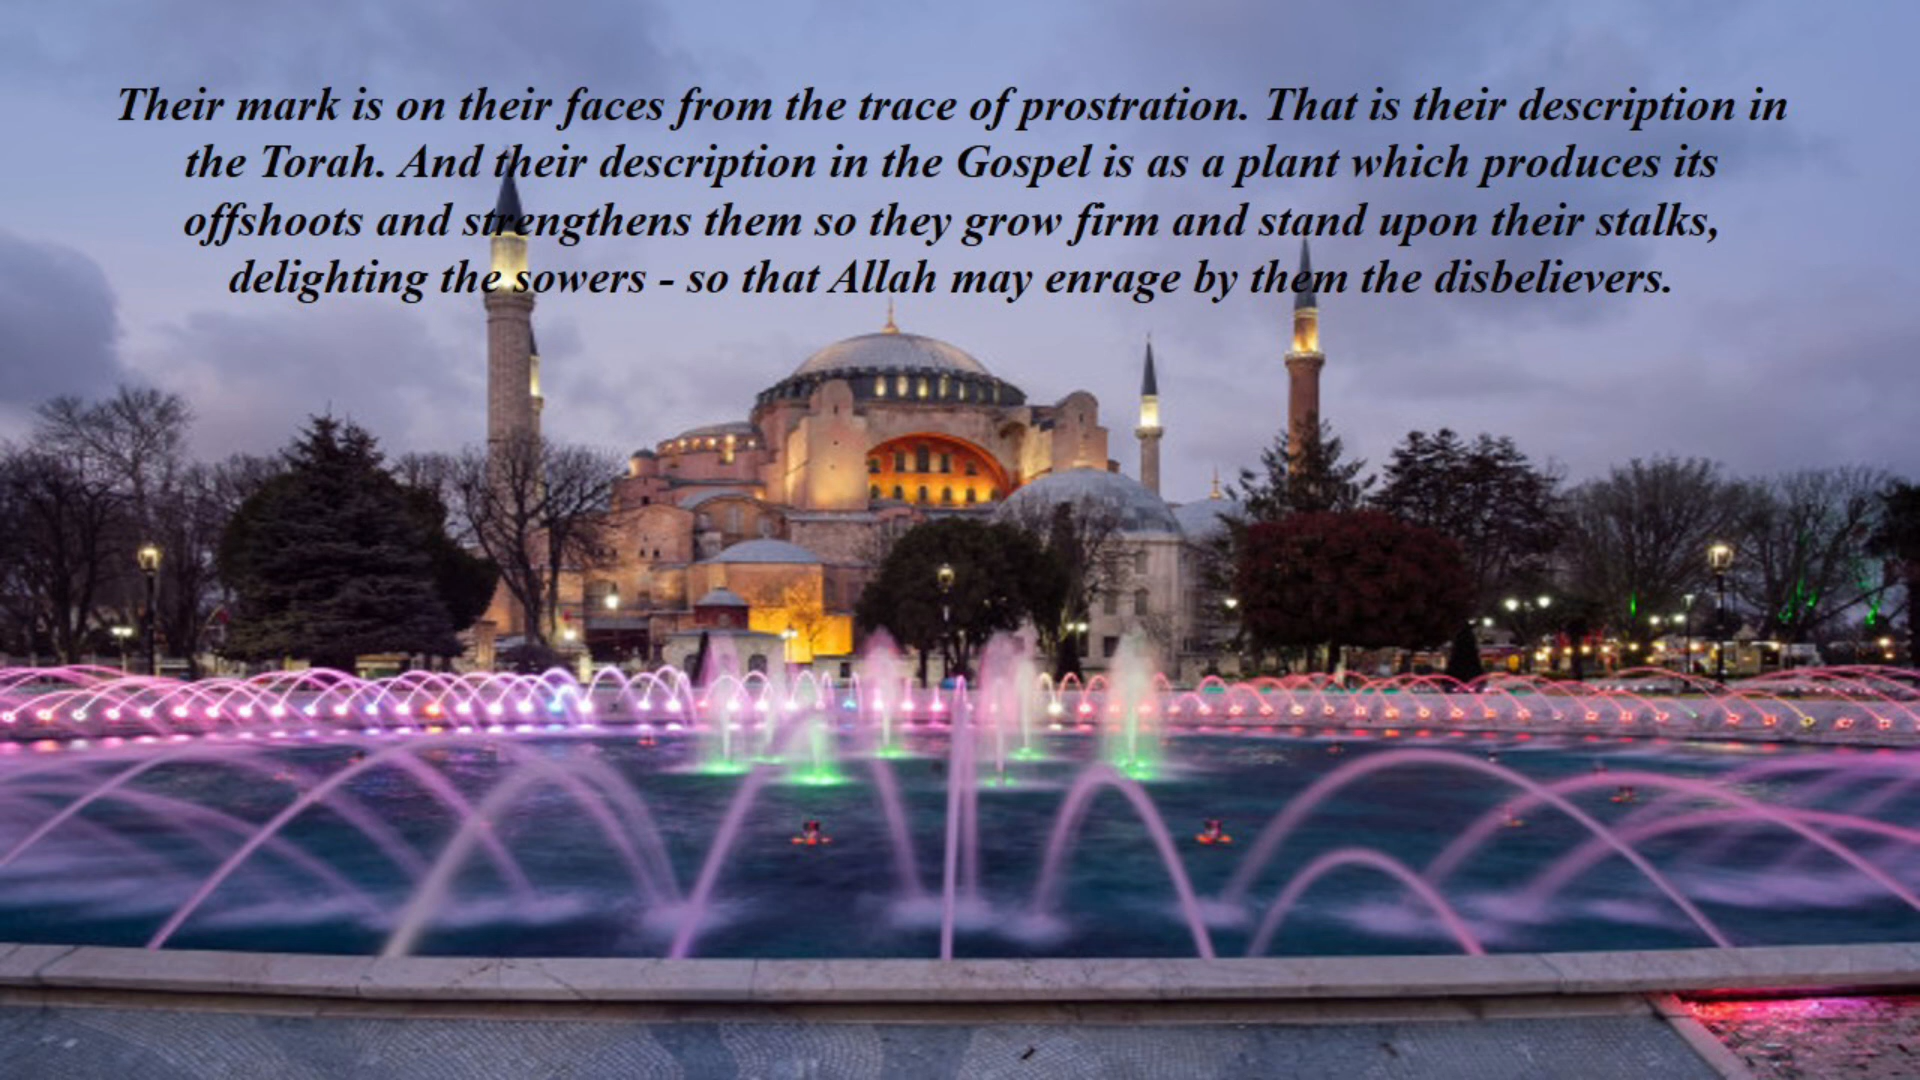 Their mark is on their faces from the trace of prostration. That is their description in
the Torah. And their description in the Gospel is as a plant which produces its
offshoots and strengthens them so they grow firm and stand upon their stalks,
delighting the sowers - so that Allah may enrage by them the disbelievers.